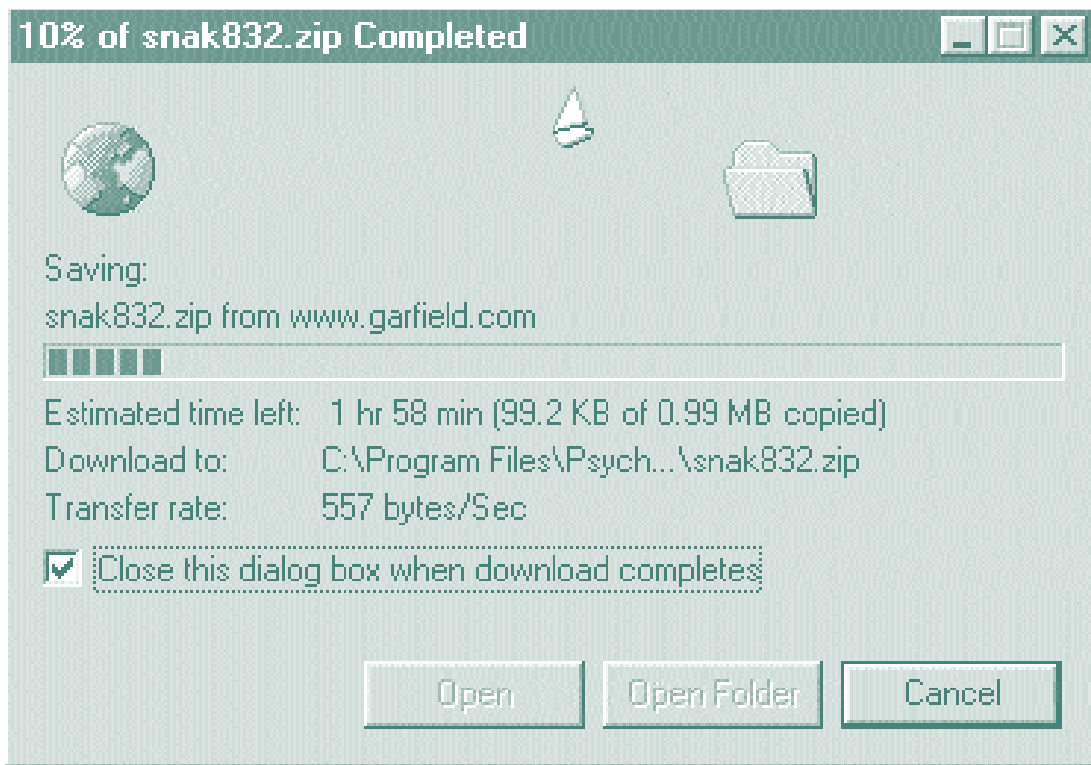 10% of snak832.zip Completed
Saving:
snak832.zip from www.garfield.com
Estimated time left: 1 hr 58 min (99.2 KB of 0.99 MB copied)
Download to: C:\Program Files\Psych...\snak832.zip
Transfer rate: 557 bytes/Sec
Close this dialog box when download completes
Open Open Folder Cancel